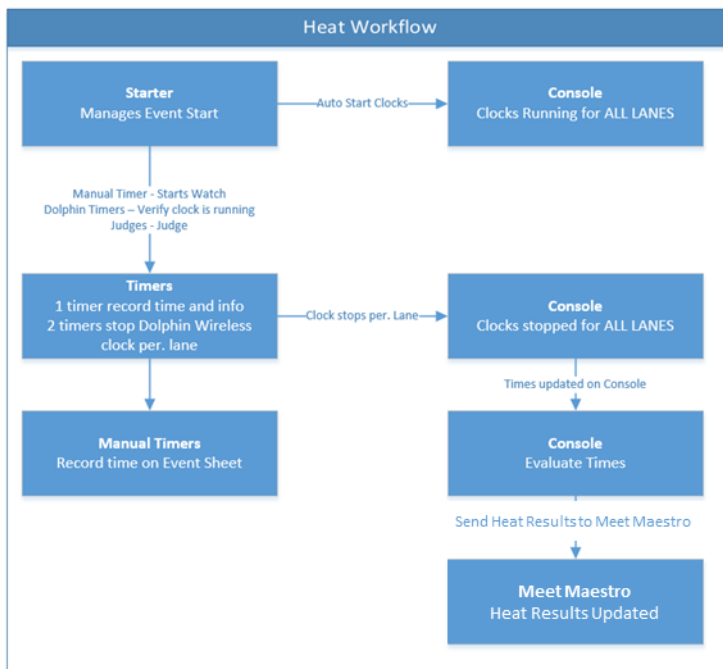 Heat Workflow
Starter
Manages Event Start
Auto Start Clocks
Console
Clocks Running for ALL LANES
Manual Timer - Starts Watch
Dolphin Timers – Verify clock is running
Judges - Judge
Timers
1 timer record time and info
2 timers stop Dolphin Wireless
clock per. lane
Clock stops per. Lane
Console
Clocks stopped for ALL LANES
Times updated on Console
Manual Timers
Record time on Event Sheet
Console
Evaluate Times
Send Heat Results to Meet Maestro
Meet Maestro
Heat Results Updated